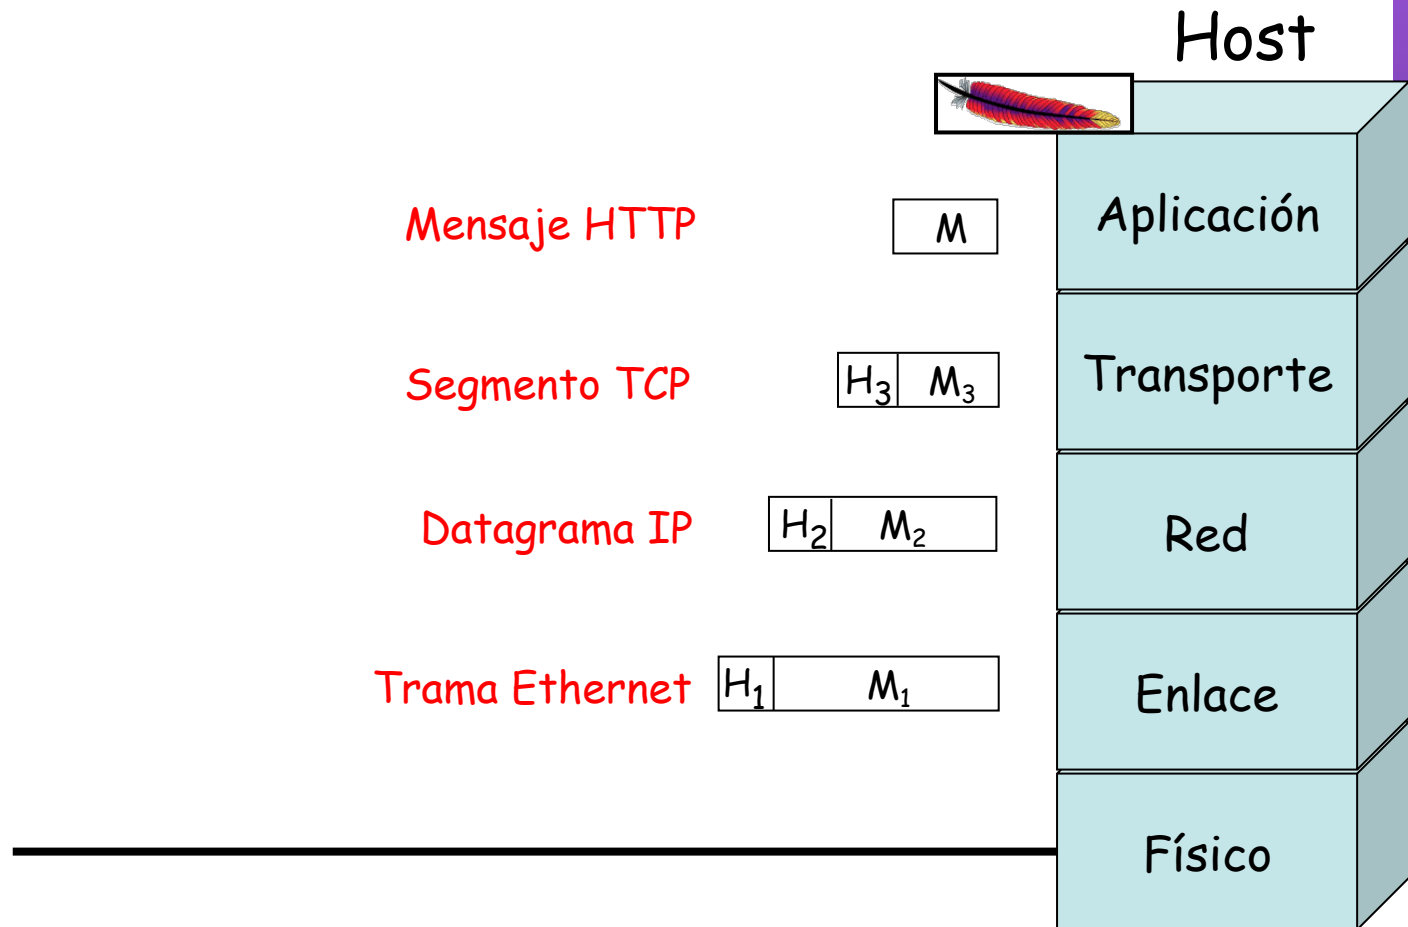 Host
Mensaje HTTP
M
Aplicación
Segmento TCP
H₃ M₃
Transporte
Datagrama IP
H₂ M₂
Red
Trama Ethernet
H₁ M₁
Enlace
Físico